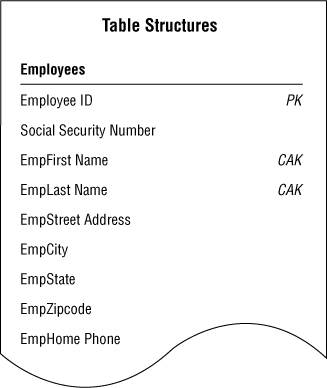 Table Structures
Employees
Employee ID PK
Social Security Number
EmpFirst Name CAK
EmpLast Name CAK
EmpStreet Address
EmpCity
EmpState
EmpZipcode
EmpHome Phone